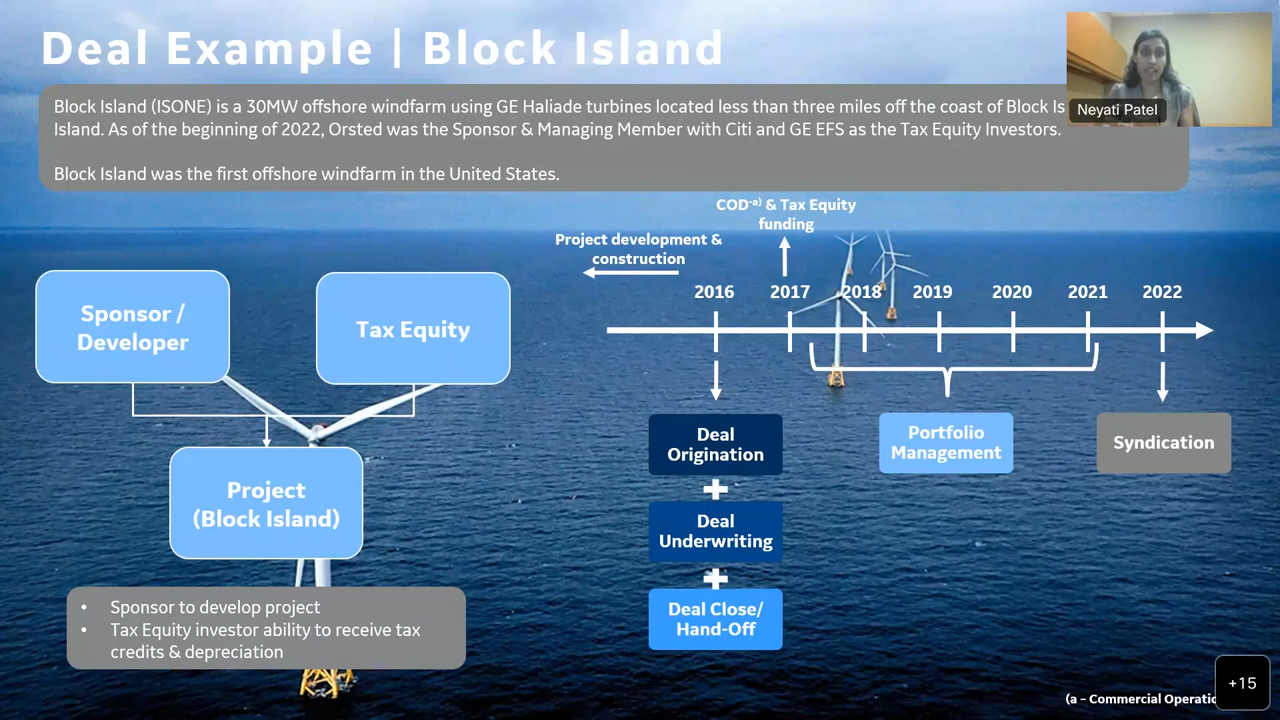 Deal Example | Block Island
Neyati Patel
Block Island (ISONE) is a 30MW offshore windfarm using GE Haliade turbines located less than three miles off the coast of Block
Island. As of the beginning of 2022, Orsted was the Sponsor & Managing Member with Citi and GE EFS as the Tax Equity Investors.
Block Island was the first offshore windfarm in the United States.
COD-a) & Tax Equity
funding
Project development &
construction
2016 2017 2018 2019 2020 2021 2022
Sponsor /
Developer
Tax Equity
Project
(Block Island)
• Sponsor to develop project
• Tax Equity investor ability to receive tax
credits & depreciation
Deal
Origination
Deal
Underwriting
Deal Close/
Hand-Off
Portfolio
Management
Syndication
(a – Commercial
+15